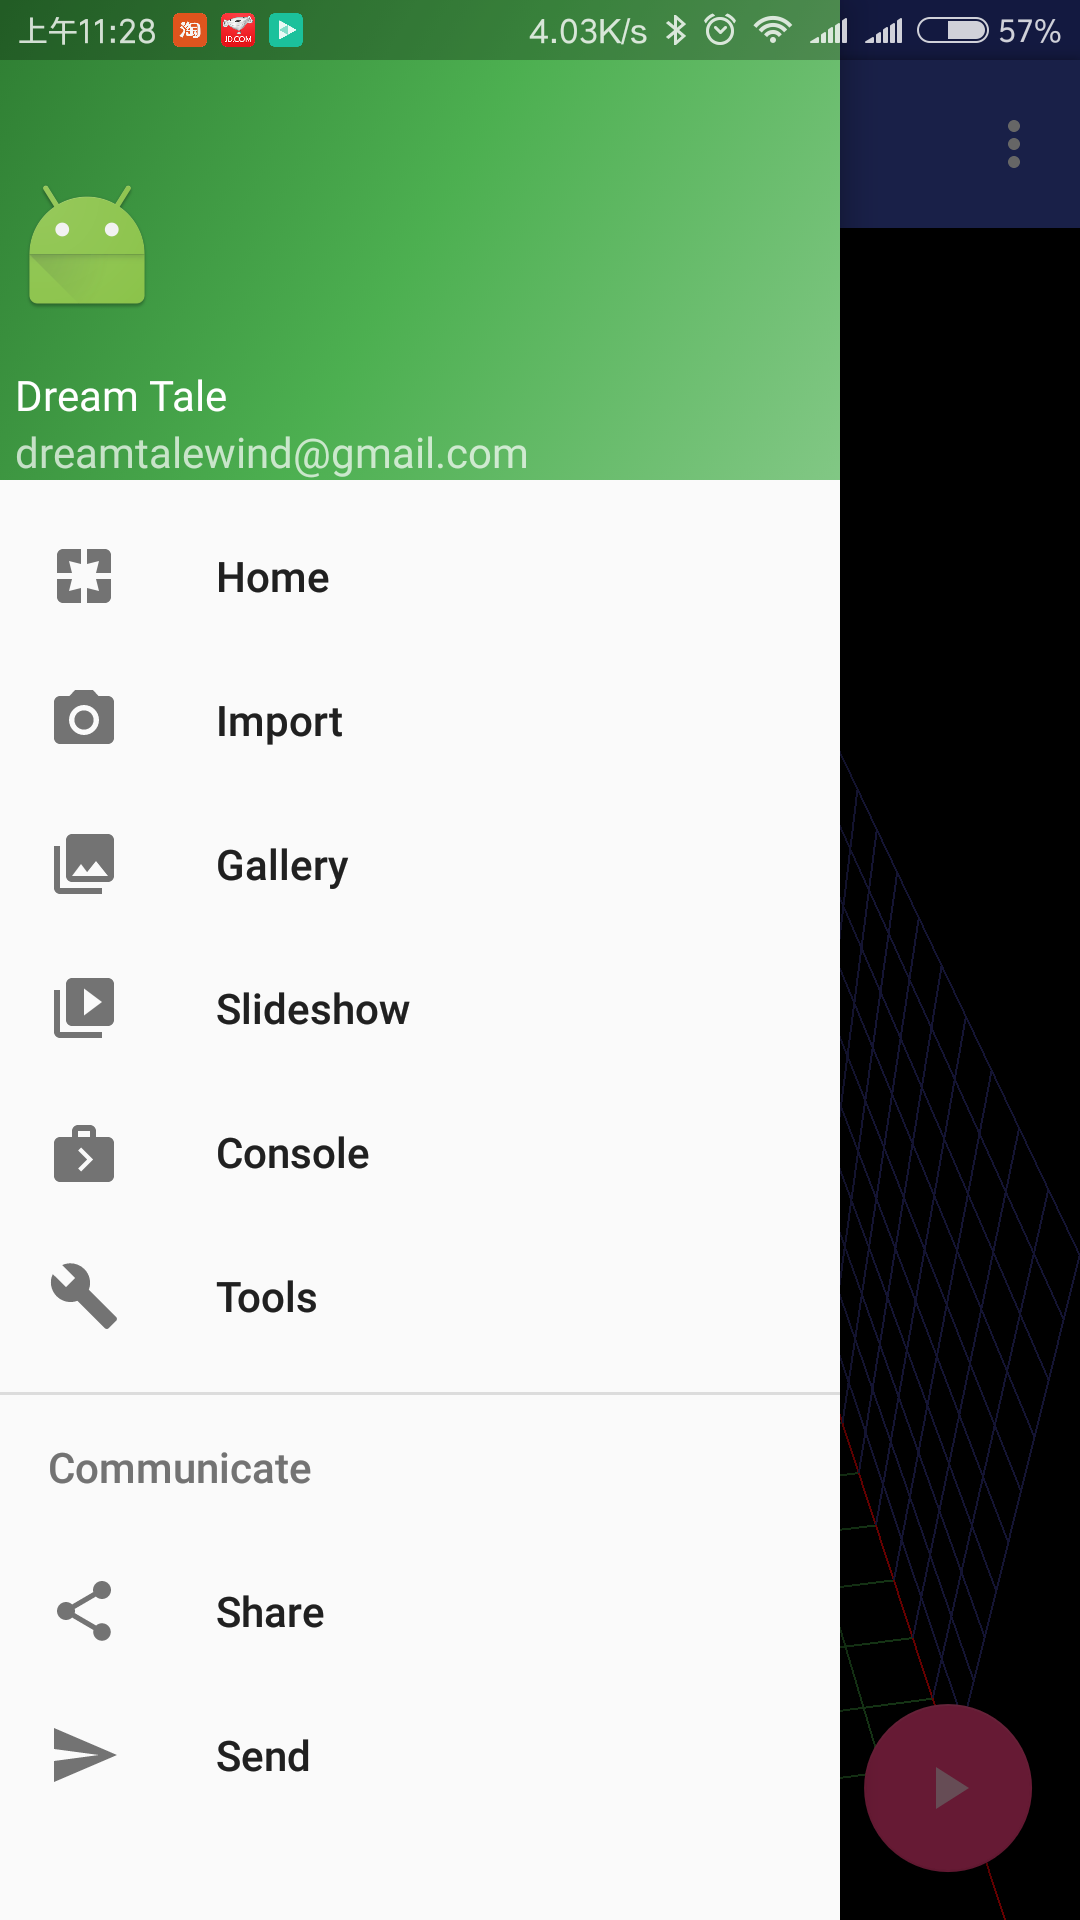 上午11:28 淘 JD.COM 4.03K/s 57%
Dream Tale
dreamtalewind@gmail.com
Home
Import
Gallery
Slideshow
Console
Tools
Communicate
Share
Send